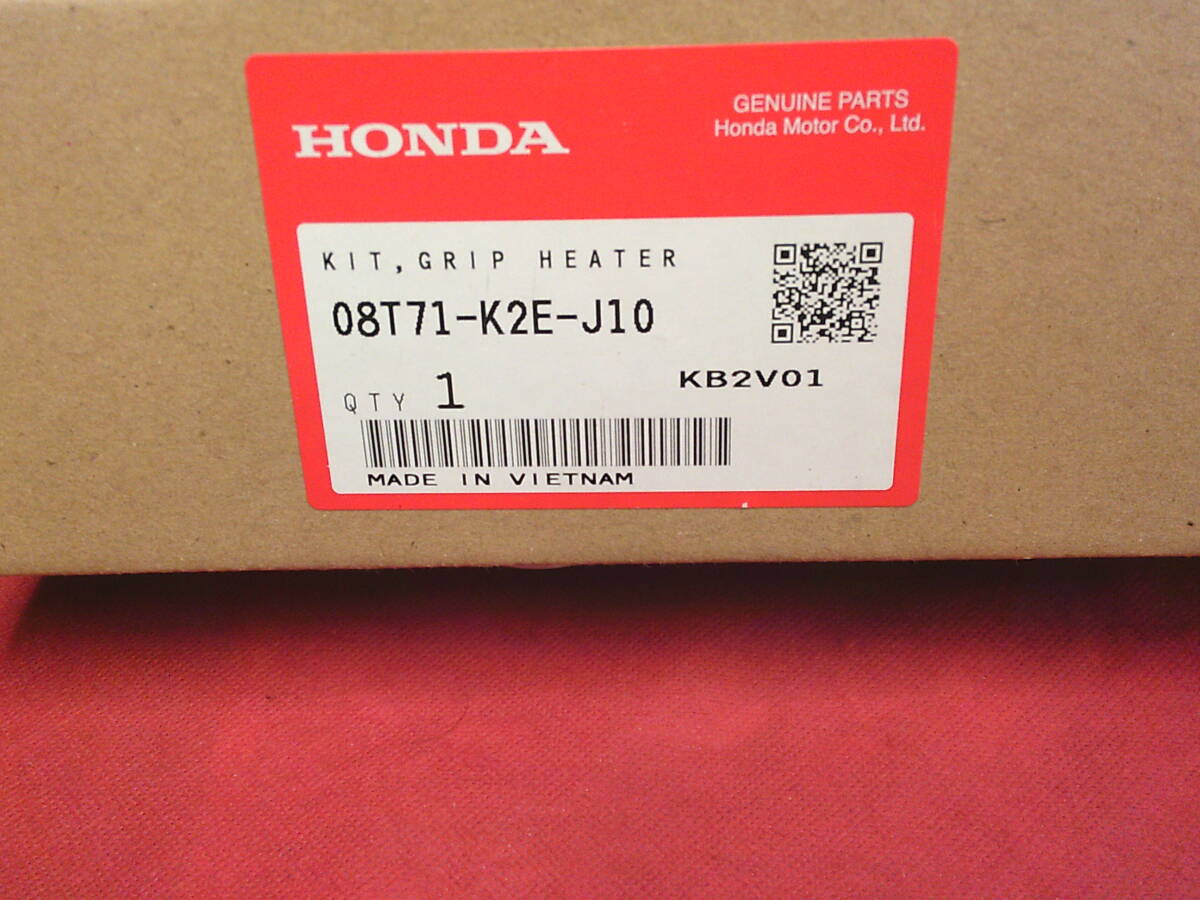 HONDA
GENUINE PARTS
Honda Motor Co., Ltd.
KIT,GRIP HEATER
08T71-K2E-J10
KB2V01
QTY 1
MADE IN VIETNAM